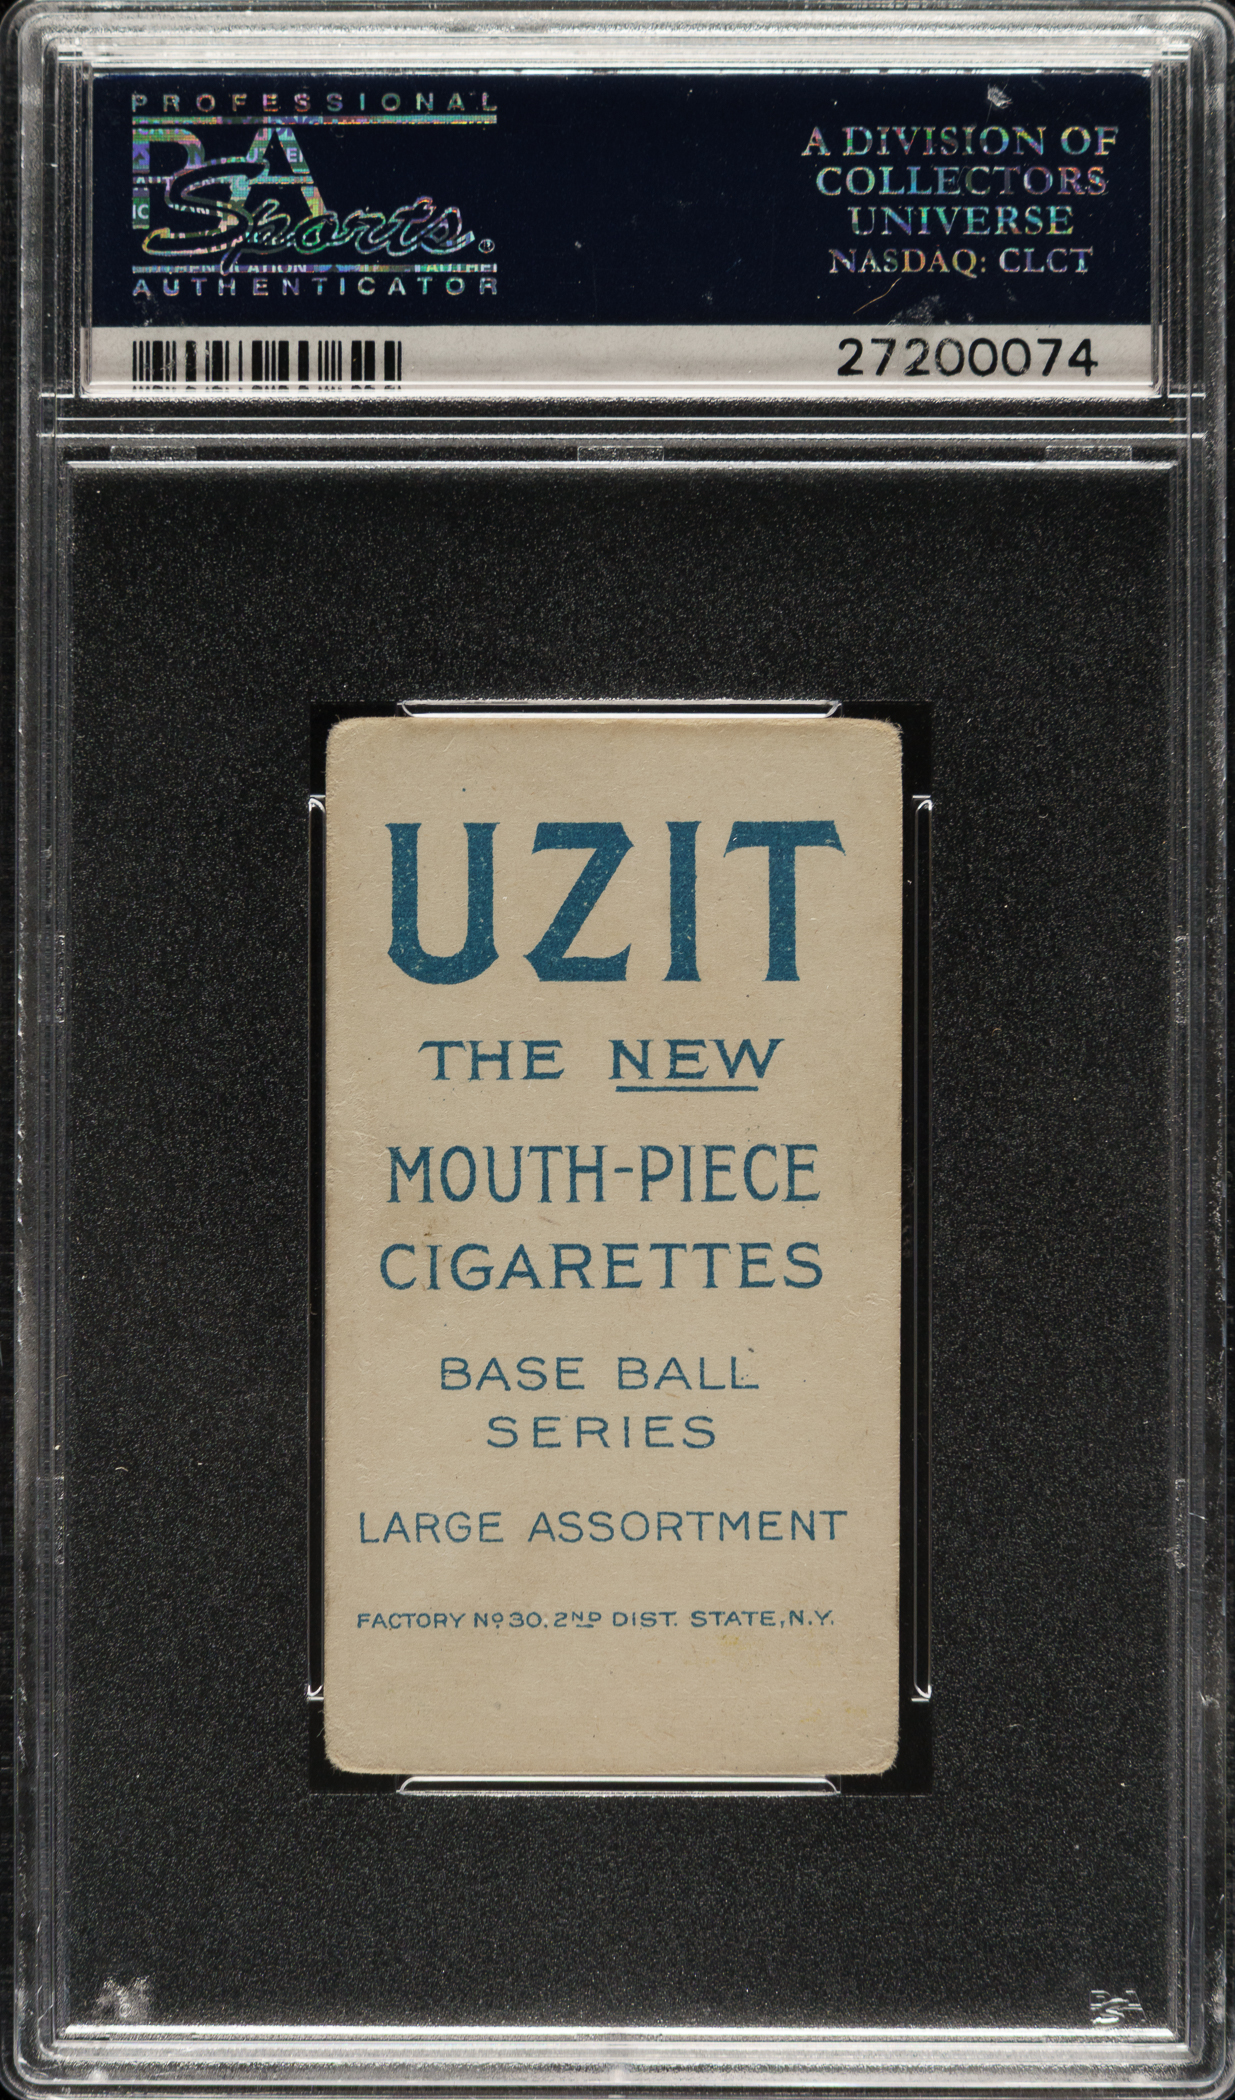 PROFESSIONAL
PSA
Sports®
AUTHENTICATOR
A DIVISION OF
COLLECTORS
UNIVERSE
NASDAQ: CLCT
27200074
UZIT
THE NEW
MOUTH-PIECE
CIGARETTES
BASE BALL
SERIES
LARGE ASSORTMENT
FACTORY Nº 30. 2ND DIST. STATE, N.Y.
PSA